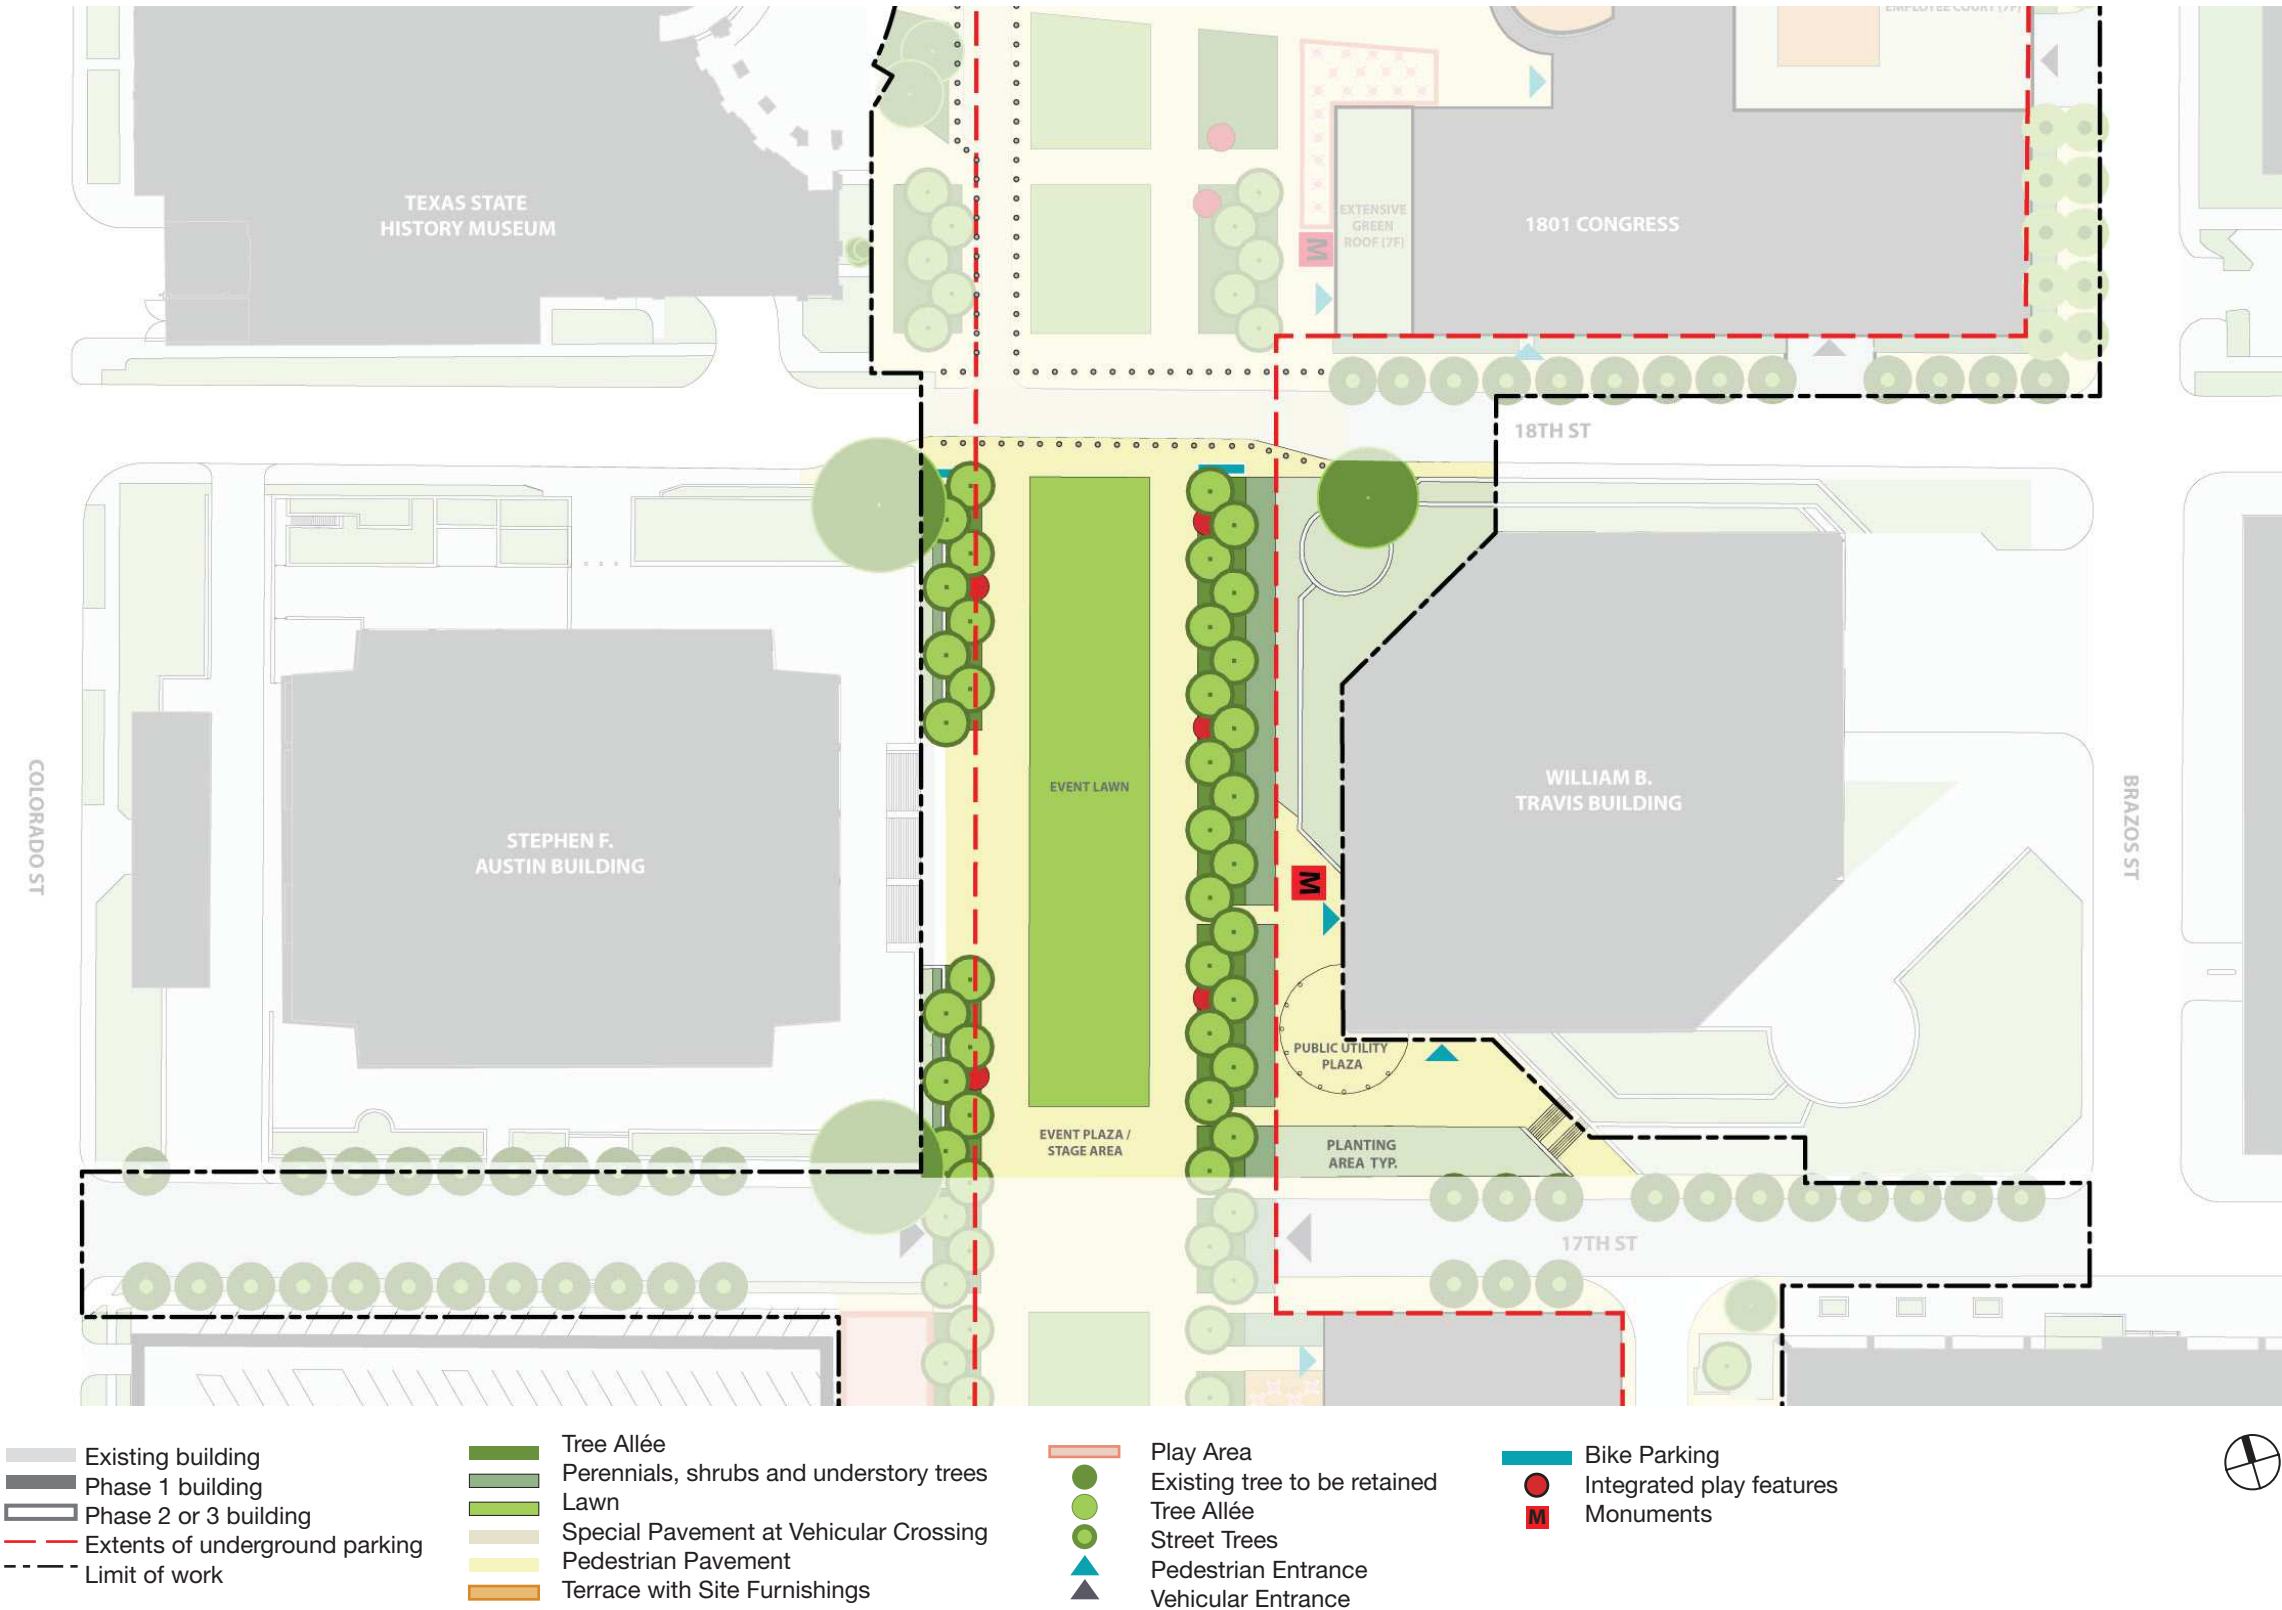 EMPLOYEE COURT (7F)
TEXAS STATE
HISTORY MUSEUM
EXTENSIVE
GREEN
ROOF (7F)
1801 CONGRESS
M
18TH ST
COLORADO ST
EVENT LAWN
WILLIAM B.
TRAVIS BUILDING
BRAZOS ST
STEPHEN F.
AUSTIN BUILDING
M
PUBLIC UTILITY
PLAZA
EVENT PLAZA /
STAGE AREA
PLANTING
AREA TYP.
17TH ST
Existing building
Phase 1 building
Phase 2 or 3 building
Extents of underground parking
Limit of work
Tree Allée
Perennials, shrubs and understory trees
Lawn
Special Pavement at Vehicular Crossing
Pedestrian Pavement
Terrace with Site Furnishings
Play Area
Existing tree to be retained
Tree Allée
Street Trees
Pedestrian Entrance
Vehicular Entrance
Bike Parking
Integrated play features
M
Monuments